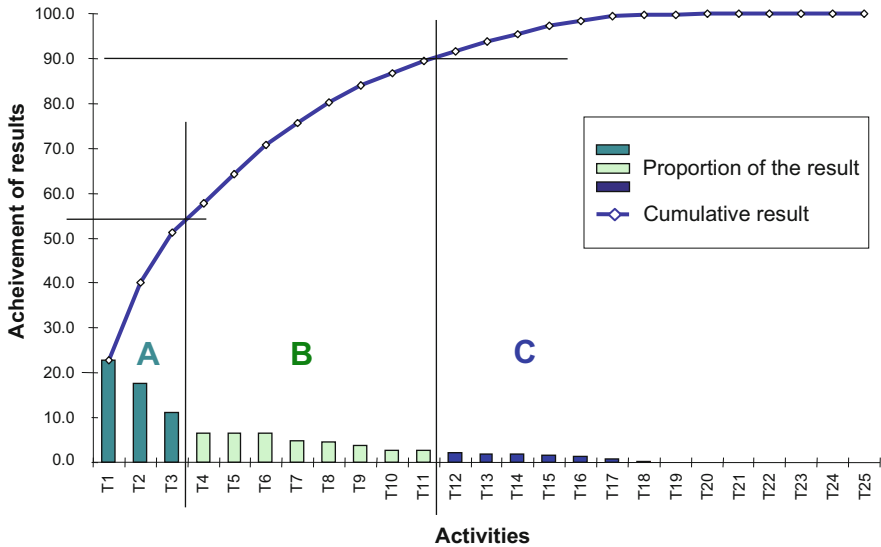 Acheivement of results
100.0
90.0
80.0
70.0
60.0
50.0
40.0
30.0
20.0
10.0
0.0
A
B
C
Proportion of the result
Cumulative result
T1
T2
T3
T4
T5
T6
T7
T8
T9
T10
T11
T12
T13
T14
T15
T16
T17
T18
T19
T20
T21
T22
T23
T24
T25
Activities